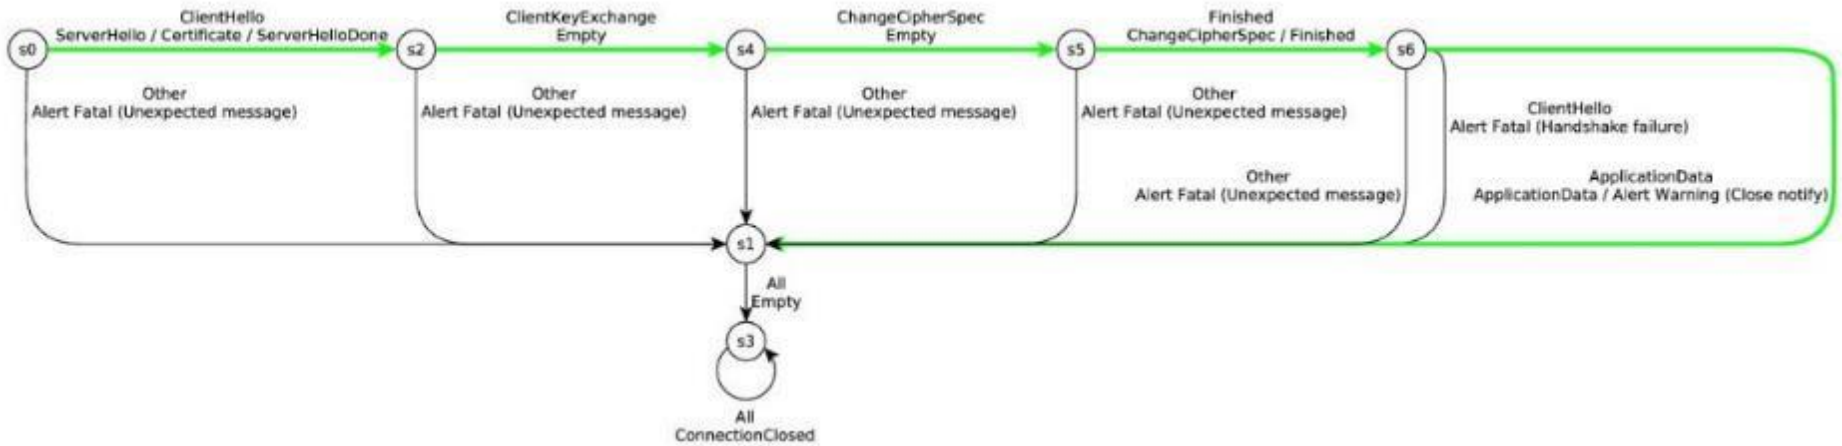 ClientHello
ServerHello / Certificate / ServerHelloDone
ClientKeyExchange
Empty
ChangeCipherSpec
Empty
Finished
ChangeCipherSpec / Finished
s0
s2
s4
s5
s6
Other
Alert Fatal (Unexpected message)
Other
Alert Fatal (Unexpected message)
Other
Alert Fatal (Unexpected message)
Other
Alert Fatal (Unexpected message)
ClientHello
Alert Fatal (Handshake failure)
Other
Alert Fatal (Unexpected message)
ApplicationData
ApplicationData / Alert Warning (Close notify)
s1
All
Empty
s3
All
ConnectionClosed